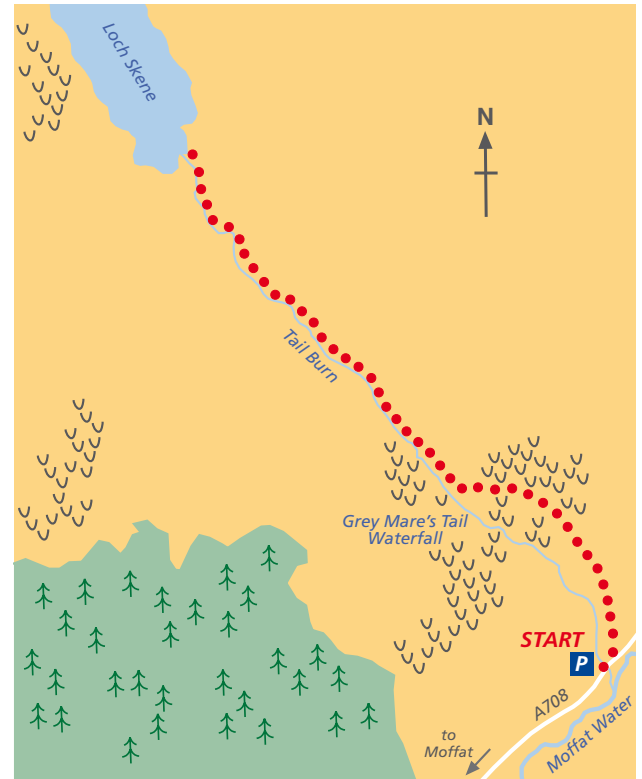 Loch Skene
N
Tail Burn
Grey Mare's Tail
Waterfall
START
P
A708
to
Moffat
Moffat Water